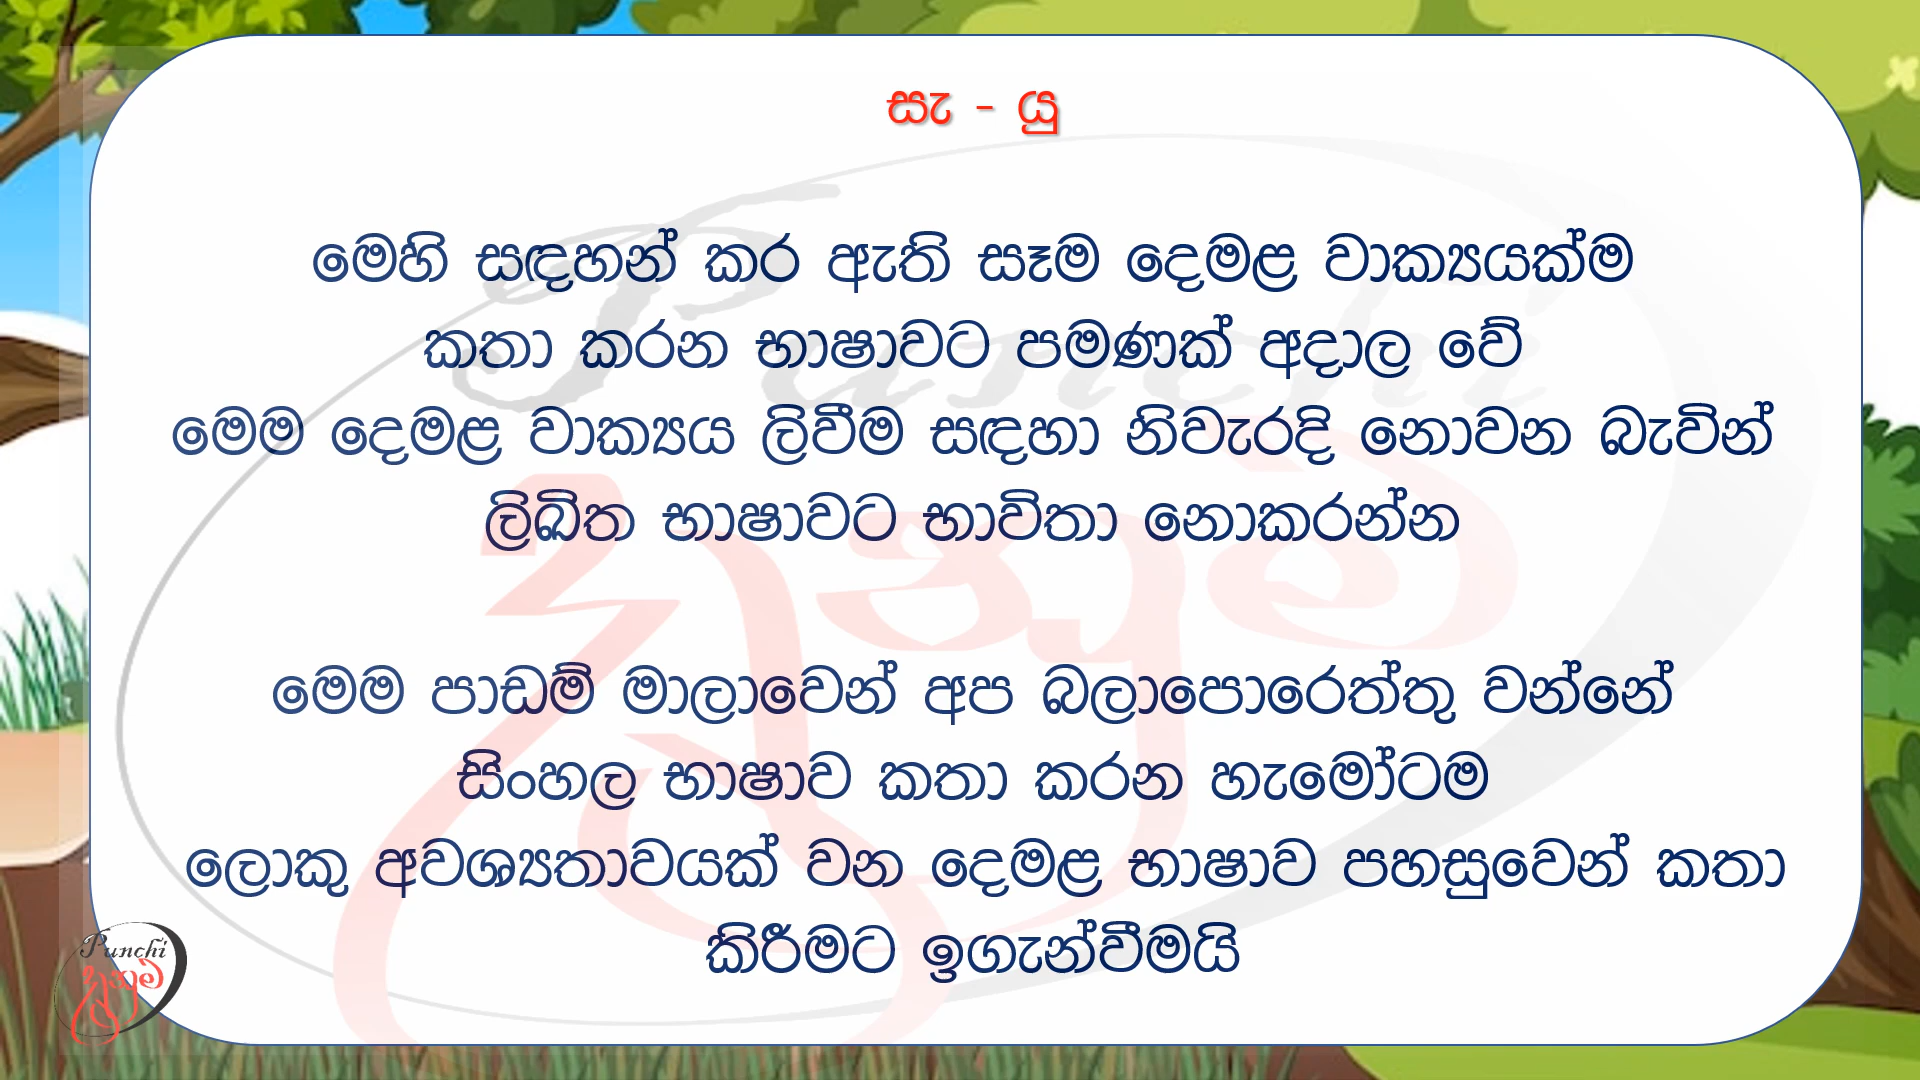 සැ - යු
මෙහි සඳහන් කර ඇති සෑම දෙමළ වාක්‍යයක්ම
කතා කරන භාෂාවට පමණක් අදාල වේ
මෙම දෙමළ වාක්‍යය ලිවීම සඳහා නිවැරදි නොවන බැවින්
ලිඛිත භාෂාවට භාවිතා නොකරන්න
මෙම පාඩම් මාලාවෙන් අප බලාපොරෙත්තු වන්නේ
සිංහල භාෂාව කතා කරන හැමෝටම
ලොකු අවශ්‍යතාවයක් වන දෙමළ භාෂාව පහසුවෙන් කතා
කිරීමට ඉගැන්වීමයි
Punchi
දැනුම